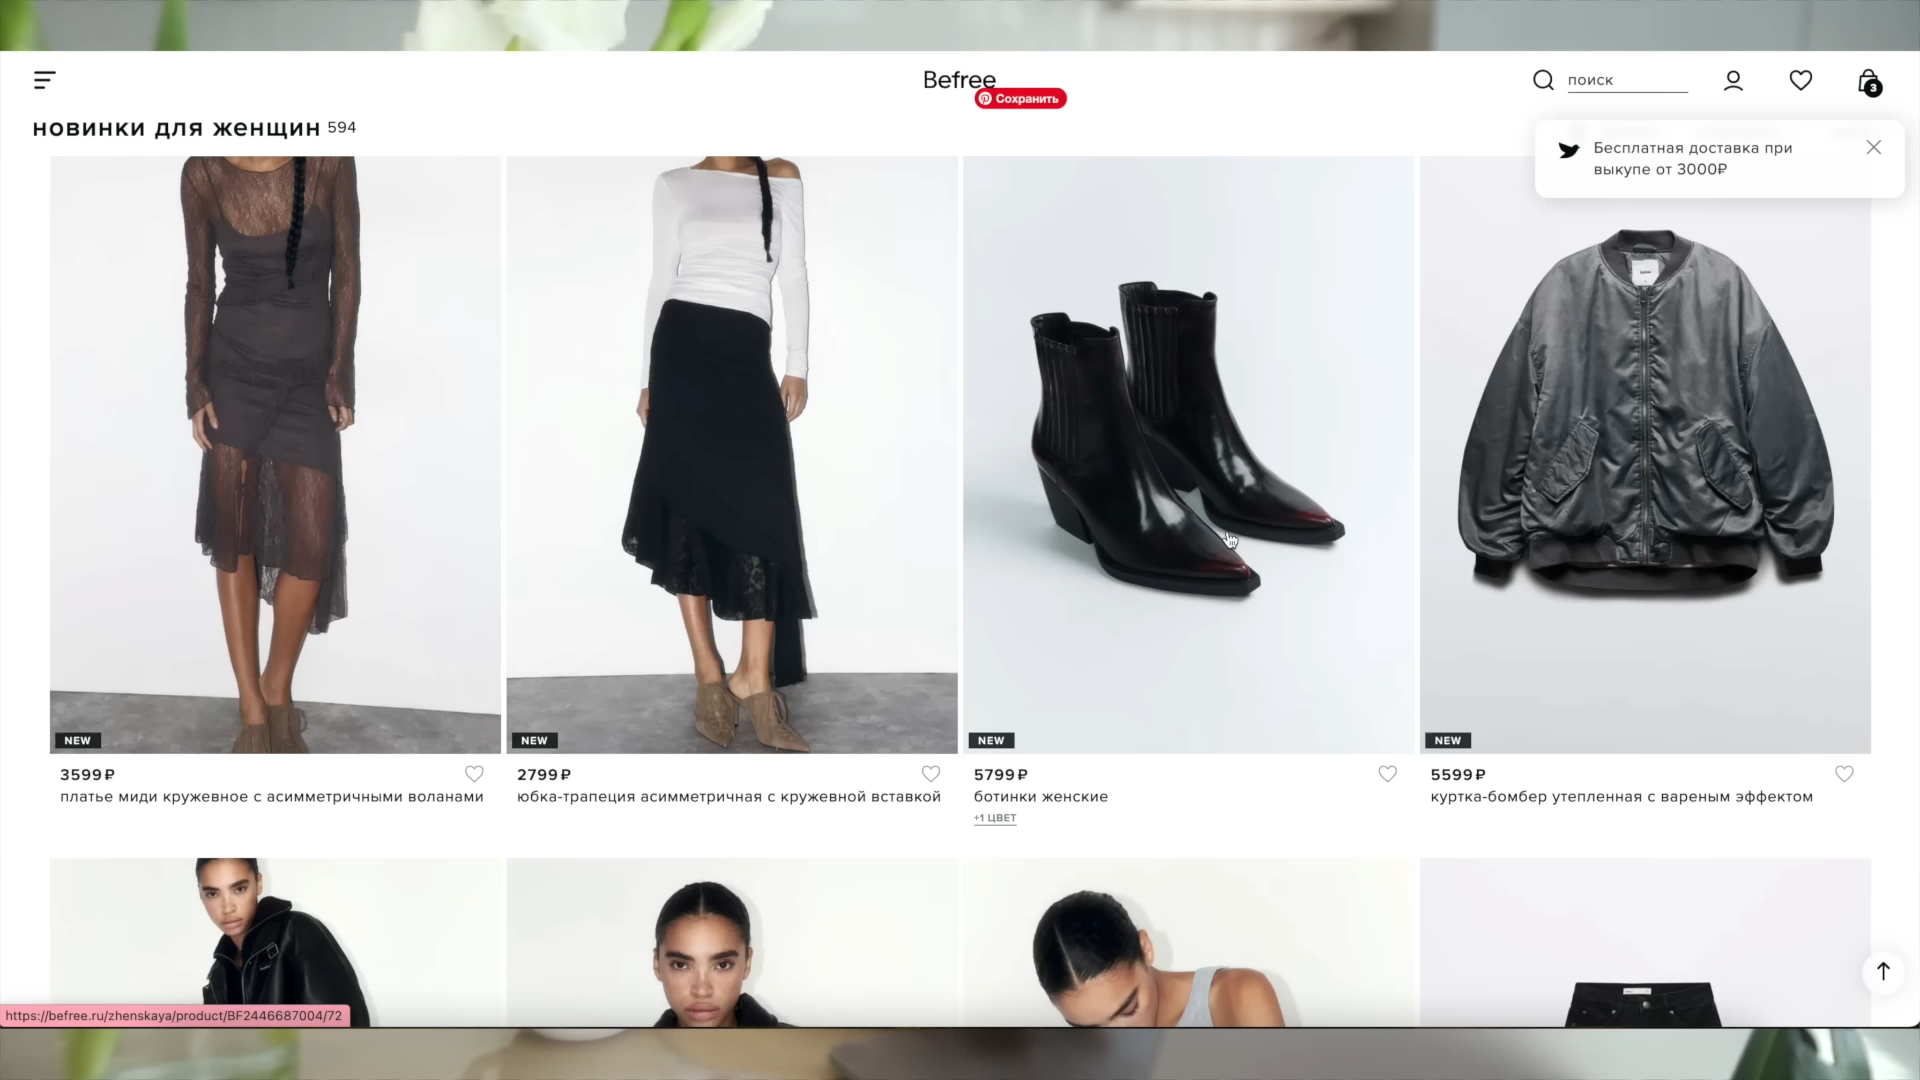 Befree
Сохранить
поиск
3
новинки для женщин 594
Бесплатная доставка при
выкупе от 3000₽
NEW
NEW
NEW
NEW
3599₽
платье миди кружевное с асимметричными воланами
2799₽
юбка-трапеция асимметричная с кружевной вставкой
5799₽
ботинки женские
+1 ЦВЕТ
5599₽
куртка-бомбер утепленная с вареным эффектом
https://befree.ru/zhenskaya/product/BF2446687004/72